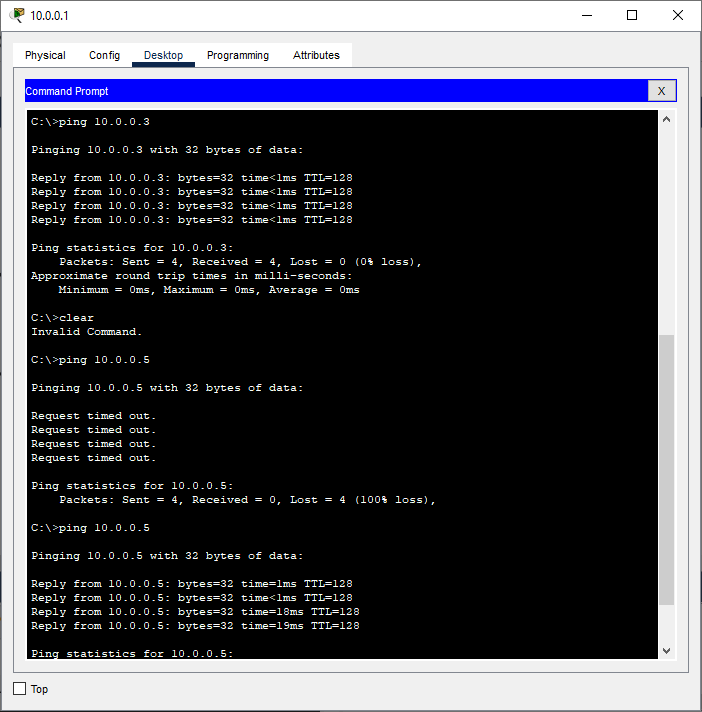 10.0.0.1
Physical Config Desktop Programming Attributes
Command Prompt X
C:\>ping 10.0.0.3
Pinging 10.0.0.3 with 32 bytes of data:
Reply from 10.0.0.3: bytes=32 time<1ms TTL=128
Reply from 10.0.0.3: bytes=32 time<1ms TTL=128
Reply from 10.0.0.3: bytes=32 time<1ms TTL=128
Reply from 10.0.0.3: bytes=32 time<1ms TTL=128
Ping statistics for 10.0.0.3:
Packets: Sent = 4, Received = 4, Lost = 0 (0% loss),
Approximate round trip times in milli-seconds:
Minimum = 0ms, Maximum = 0ms, Average = 0ms
C:\>clear
Invalid Command.
C:\>ping 10.0.0.5
Pinging 10.0.0.5 with 32 bytes of data:
Request timed out.
Request timed out.
Request timed out.
Request timed out.
Ping statistics for 10.0.0.5:
Packets: Sent = 4, Received = 0, Lost = 4 (100% loss),
C:\>ping 10.0.0.5
Pinging 10.0.0.5 with 32 bytes of data:
Reply from 10.0.0.5: bytes=32 time=1ms TTL=128
Reply from 10.0.0.5: bytes=32 time<1ms TTL=128
Reply from 10.0.0.5: bytes=32 time=18ms TTL=128
Reply from 10.0.0.5: bytes=32 time=19ms TTL=128
Ping statistics for 10.0.0.5:
Top